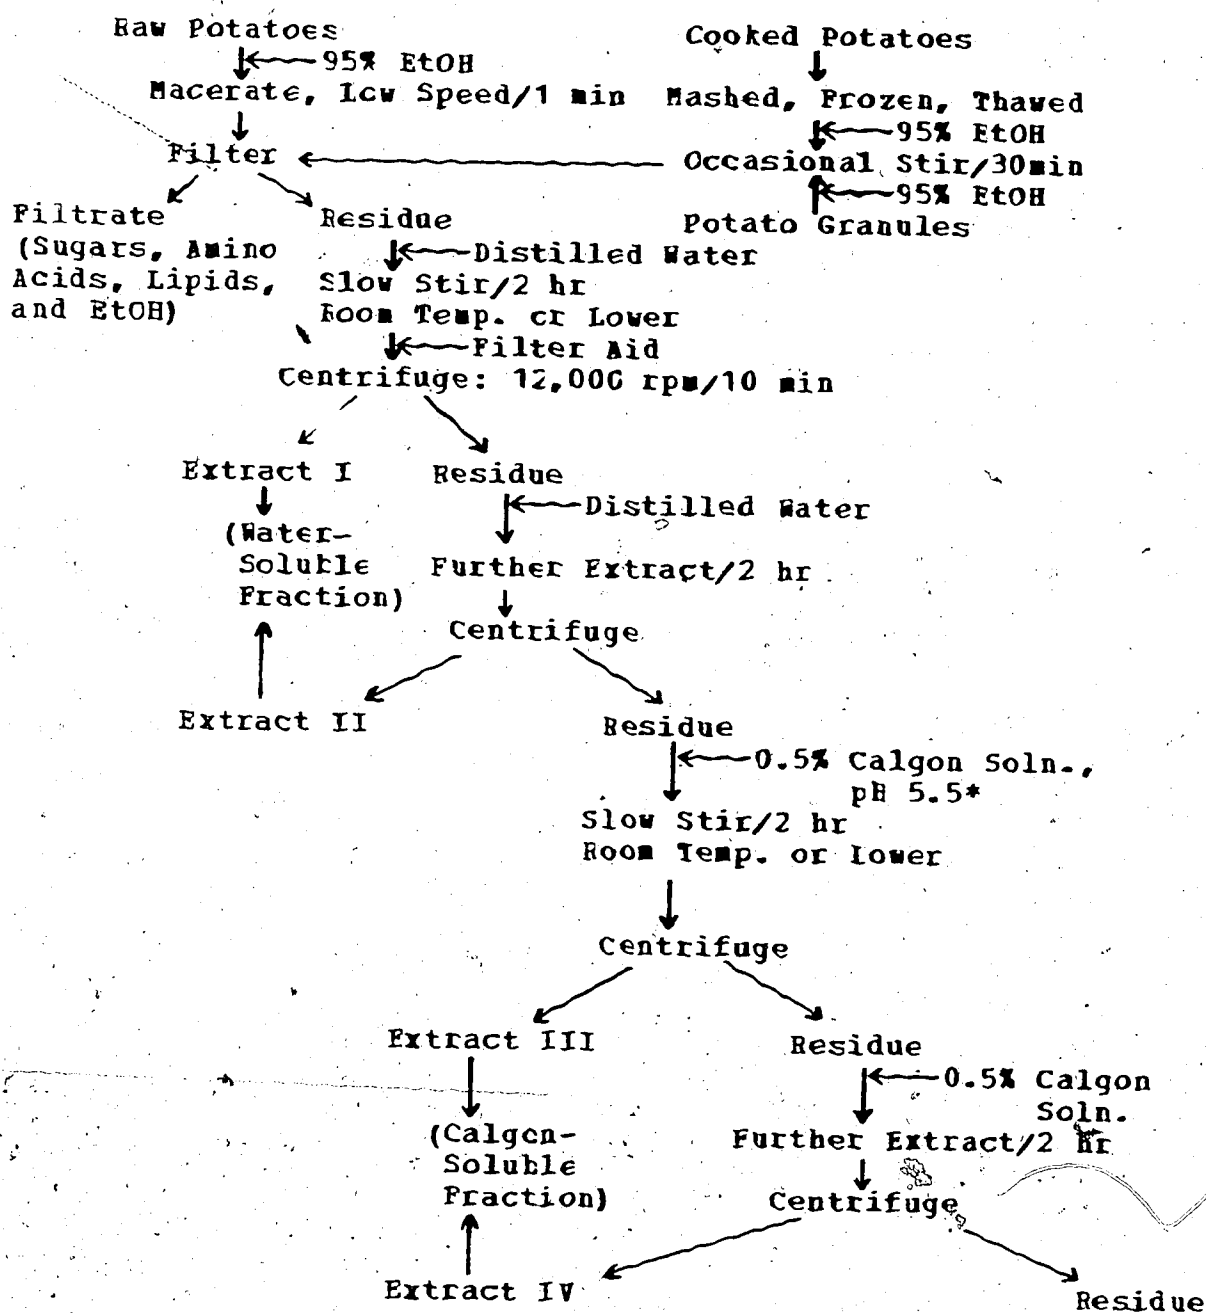 Raw Potatoes
Cooked Potatoes
95% EtOH
Macerate, Low Speed/1 min
Mashed, Frozen, Thawed
95% EtOH
Filter
Occasional Stir/30min
95% EtOH
Potato Granules
Filtrate
(Sugars, Amino
Acids, Lipids,
and EtOH)
Residue
Distilled Water
Slow Stir/2 hr
Room Temp. or Lower
Filter Aid
Centrifuge: 12,000 rpm/10 min
Extract I
Residue
Distilled Water
(Water-
Soluble
Fraction)
Further Extract/2 hr
Centrifuge
Extract II
Residue
0.5% Calgon Soln.,
pH 5.5*
Slow Stir/2 hr
Room Temp. or Lower
Centrifuge
Extract III
Residue
0.5% Calgon
Soln.
(Calgon-
Soluble
Fraction)
Further Extract/2 hr
Centrifuge
Extract IV
Residue